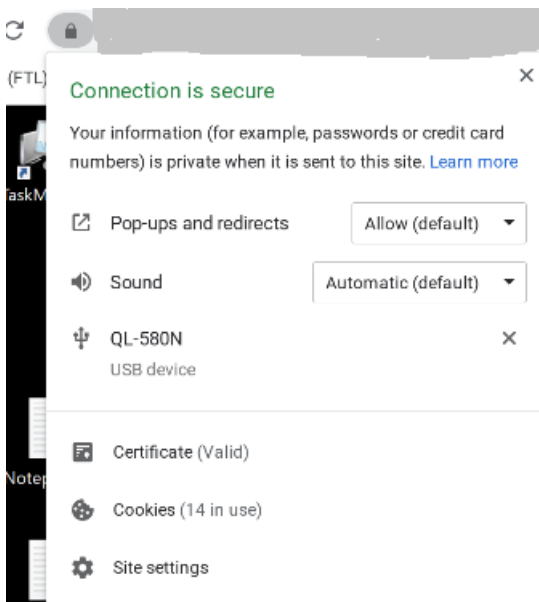 (FTL)
Connection is secure
Your information (for example, passwords or credit card
numbers) is private when it is sent to this site. Learn more
Pop-ups and redirects Allow (default)
Sound Automatic (default)
QL-580N
USB device
Certificate (Valid)
Cookies (14 in use)
Site settings